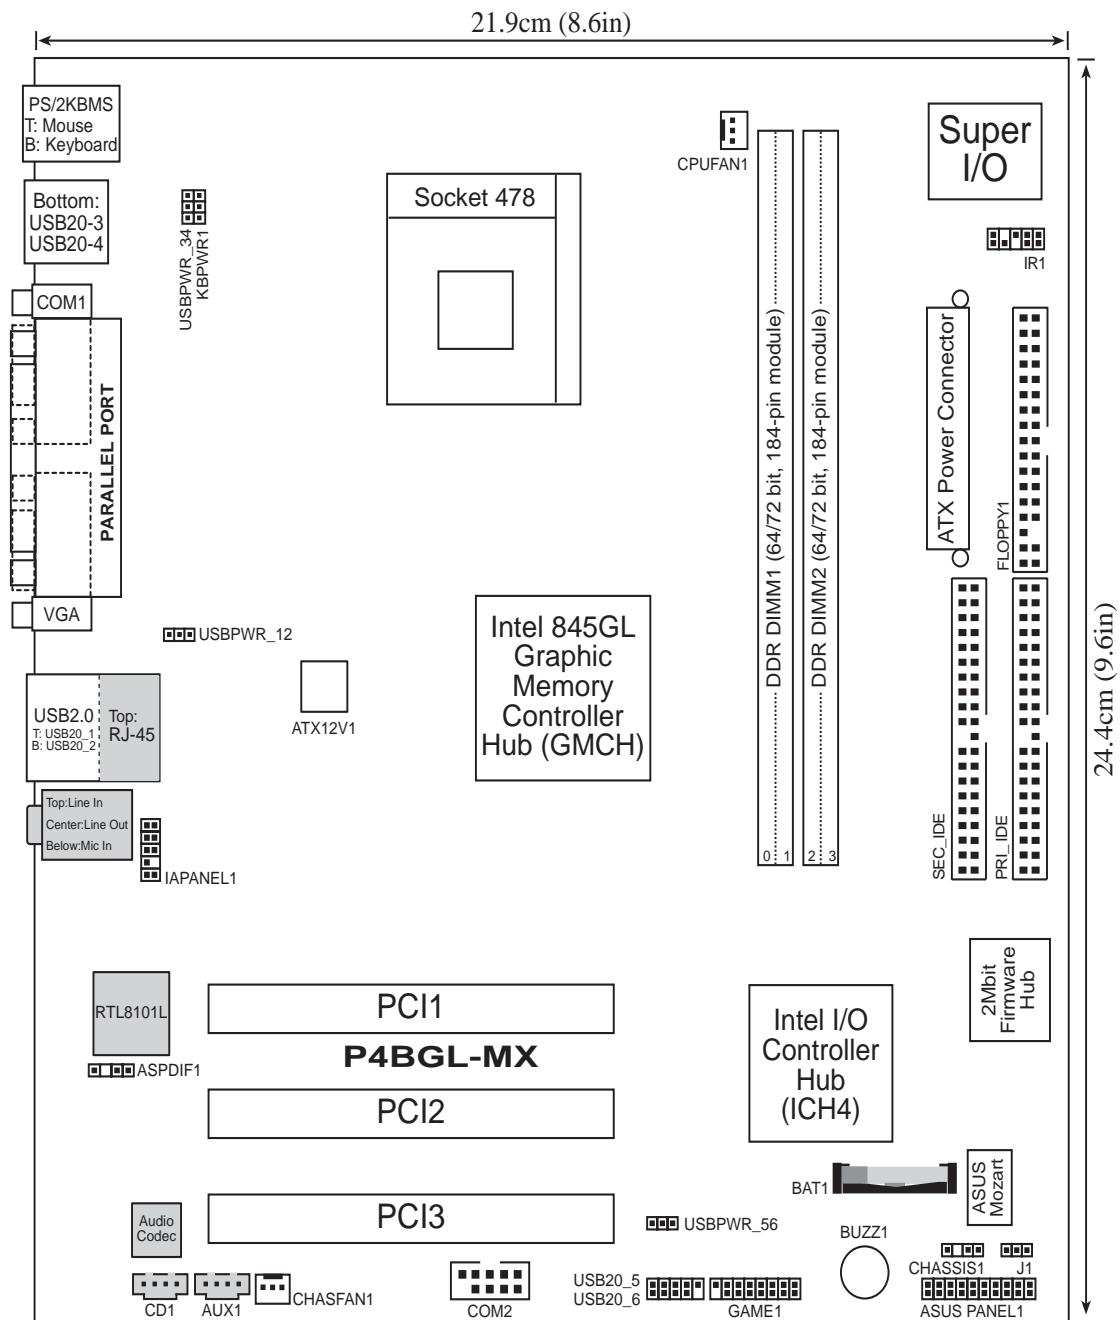 21.9cm (8.6in)
24.4cm (9.6in)
PS/2KBMS
T: Mouse
B: Keyboard
Bottom:
USB20-3
USB20-4
USBPWR_34
KBPWR1
Socket 478
CPUFAN1
Super
I/O
IR1
COM1
PARALLEL PORT
VGA
DDR DIMM1 (64/72 bit, 184-pin module)
DDR DIMM2 (64/72 bit, 184-pin module)
0 1
2 3
ATX Power Connector
FLOPPY1
USBPWR_12
ATX12V1
Intel 845GL
Graphic
Memory
Controller
Hub (GMCH)
USB2.0
T: USB20_1
B: USB20_2
Top:
RJ-45
Top:Line In
Center:Line Out
Below:Mic In
IAPANEL1
SEC_IDE
PRI_IDE
RTL8101L
ASPDIF1
PCI1
P4BGL-MX
PCI2
PCI3
Intel I/O
Controller
Hub
(ICH4)
2Mbit
Firmware
Hub
BAT1
ASUS
Mozart
Audio
Codec
USBPWR_56
BUZZ1
CHASSIS1
J1
CD1
AUX1
CHASFAN1
COM2
USB20_5
USB20_6
GAME1
ASUS PANEL1